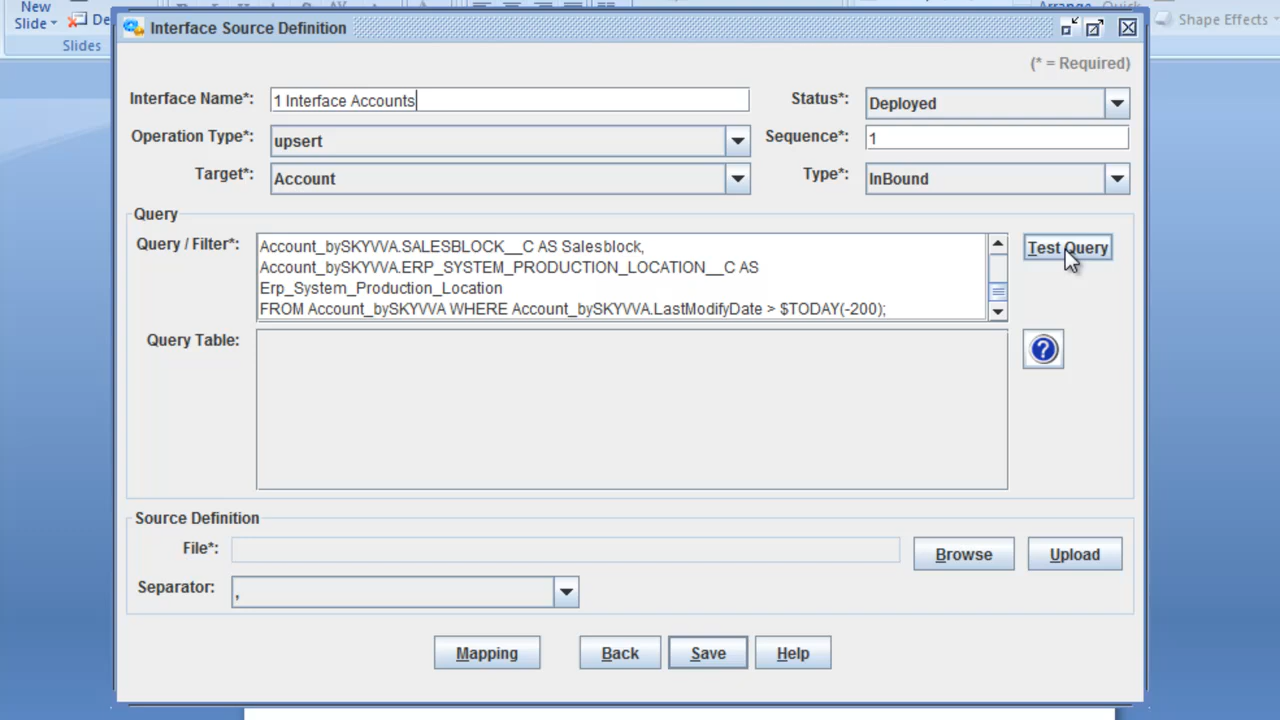 New
Slide
De
Slides
Arrange
Quick
Shape Effects
Interface Source Definition
(* = Required)
Interface Name*:
1 Interface Accounts
Status*:
Deployed
Operation Type*:
upsert
Sequence*:
1
Target*:
Account
Type*:
InBound
Query
Query / Filter*:
Account_bySKYVVA.SALESBLOCK__C AS Salesblock,
Account_bySKYVVA.ERP_SYSTEM_PRODUCTION_LOCATION__C AS
Erp_System_Production_Location
FROM Account_bySKYVVA WHERE Account_bySKYVVA.LastModifyDate > $TODAY(-200);
Test Query
Query Table:
?
Source Definition
File*:
Browse
Upload
Separator:
,
Mapping
Back
Save
Help